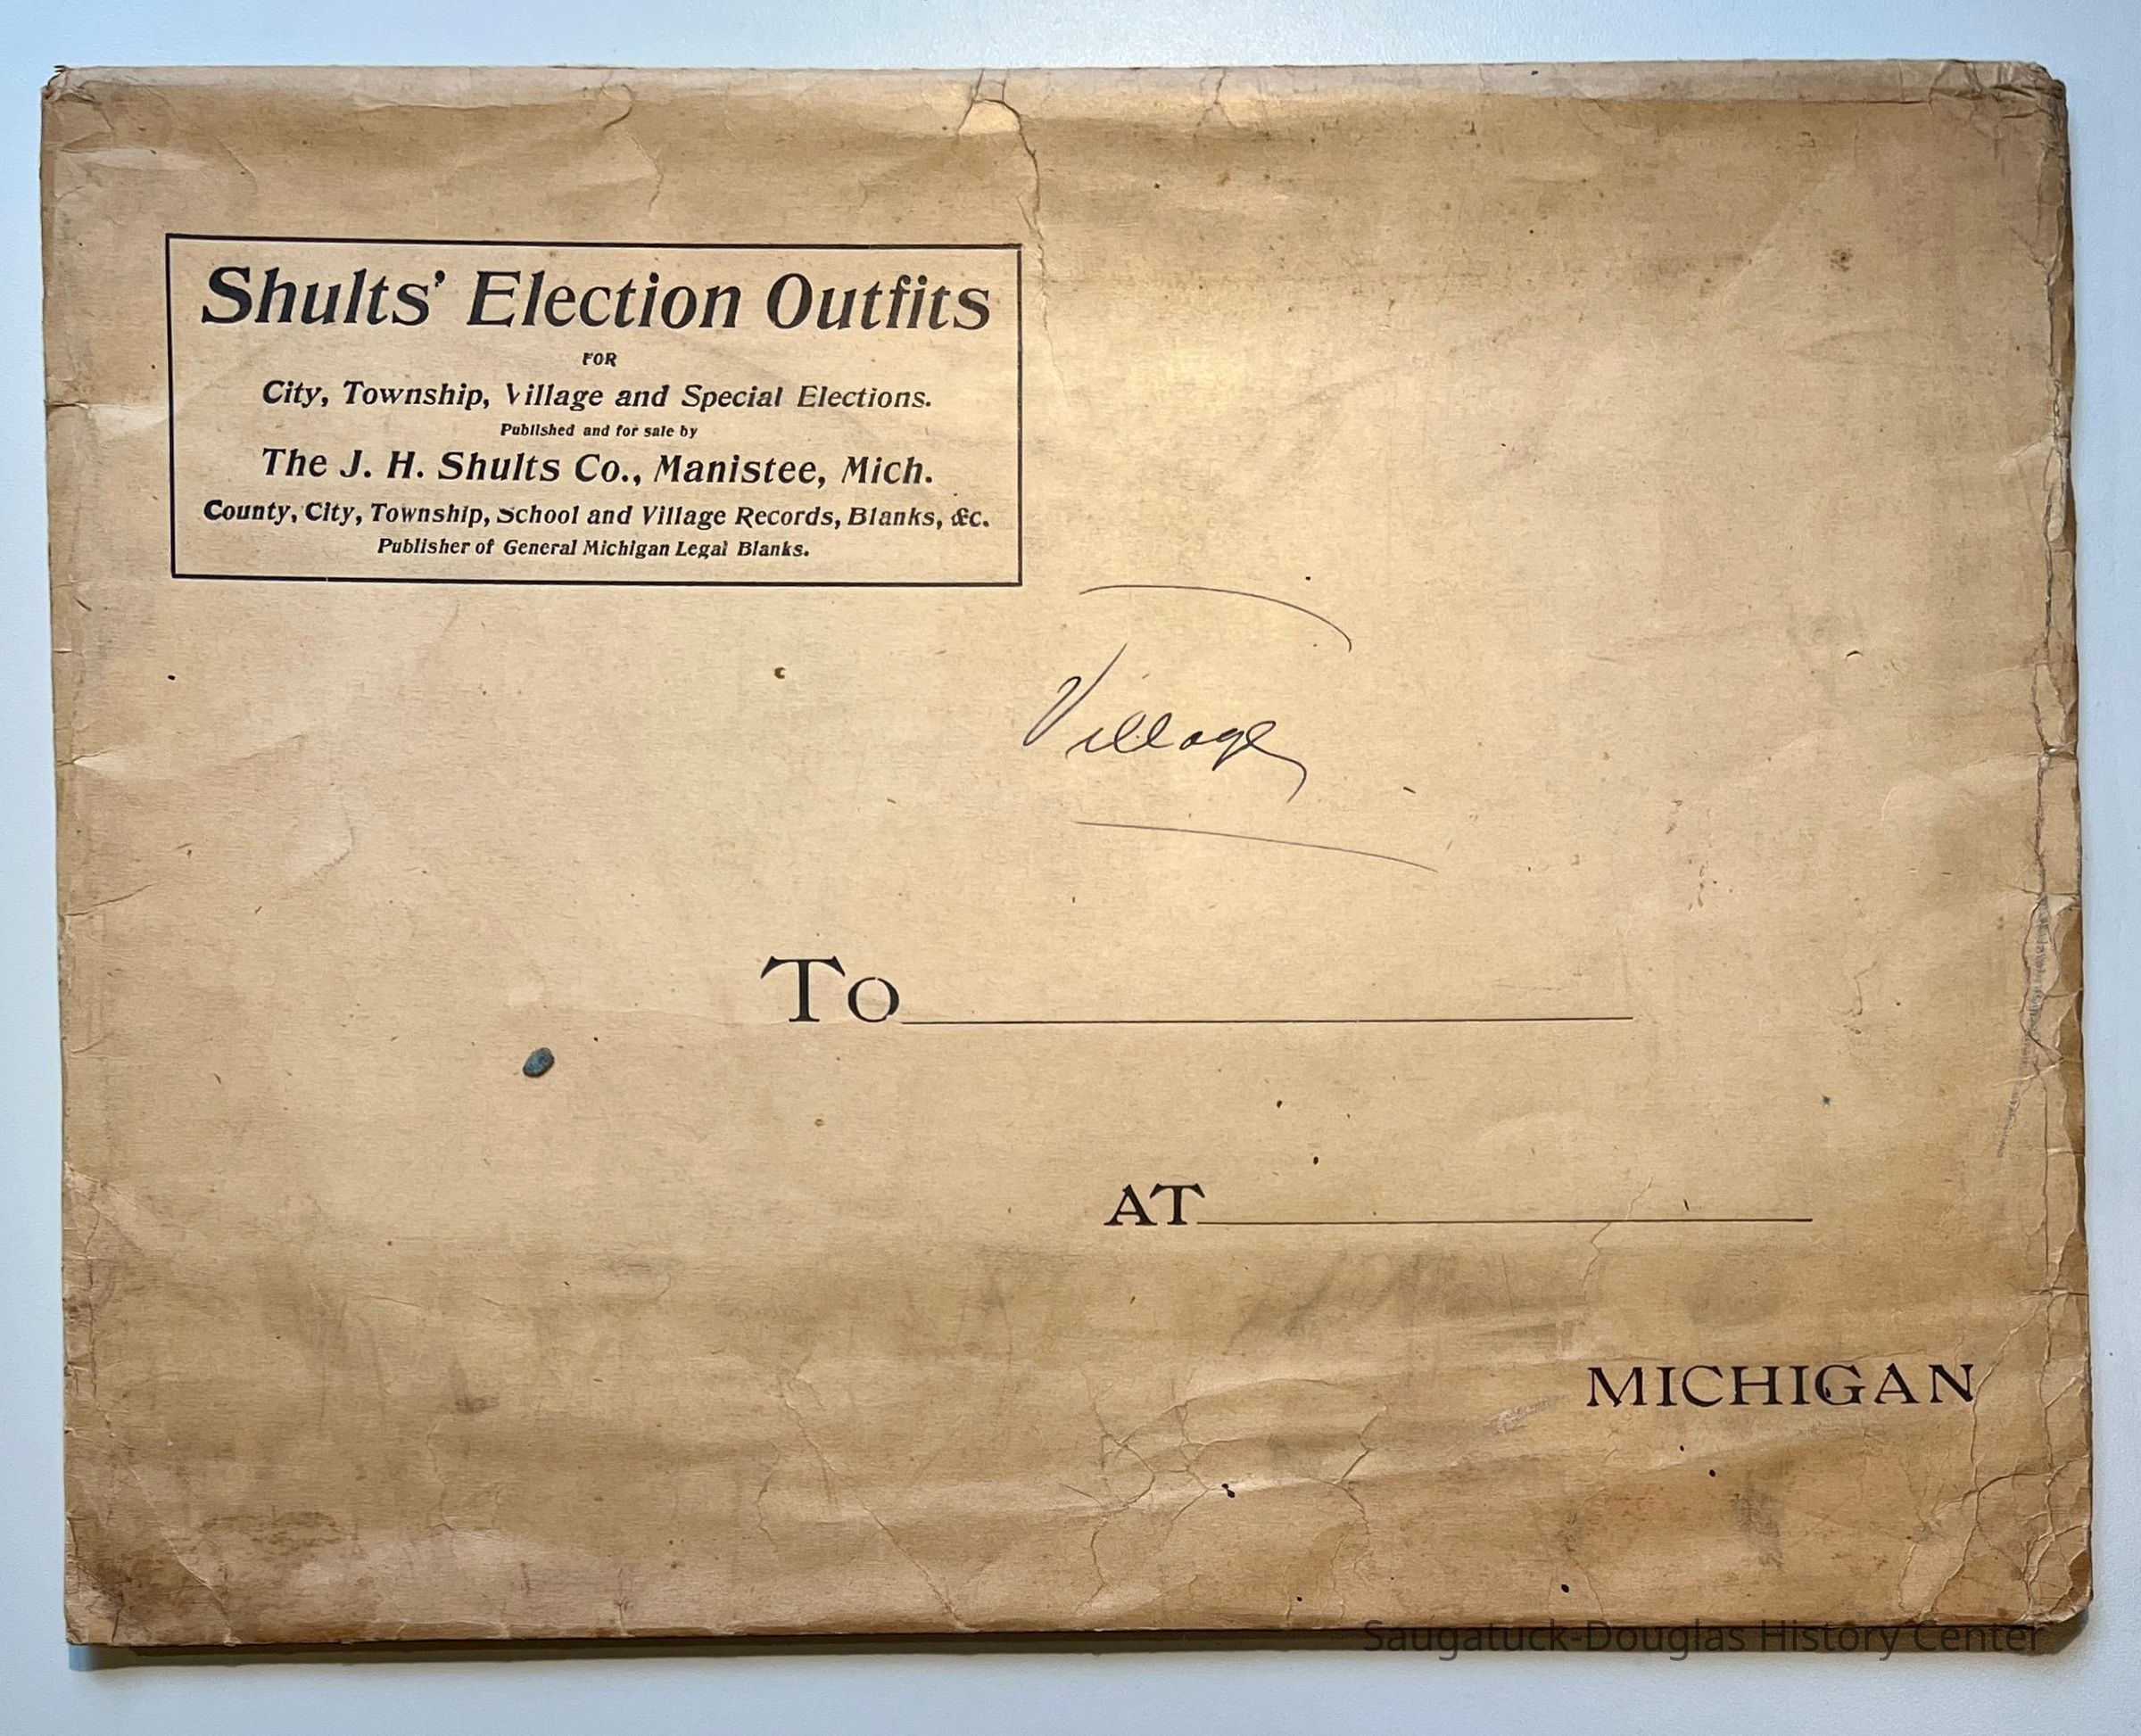 Shults' Election Outfits
FOR
City, Township, Village and Special Elections.
Published and for sale by
The J. H. Shults Co., Manistee, Mich.
County, City, Township, School and Village Records, Blanks, &c.
Publisher of General Michigan Legal Blanks.
Village
To
AT
MICHIGAN
Saugatuck-Douglas History Center